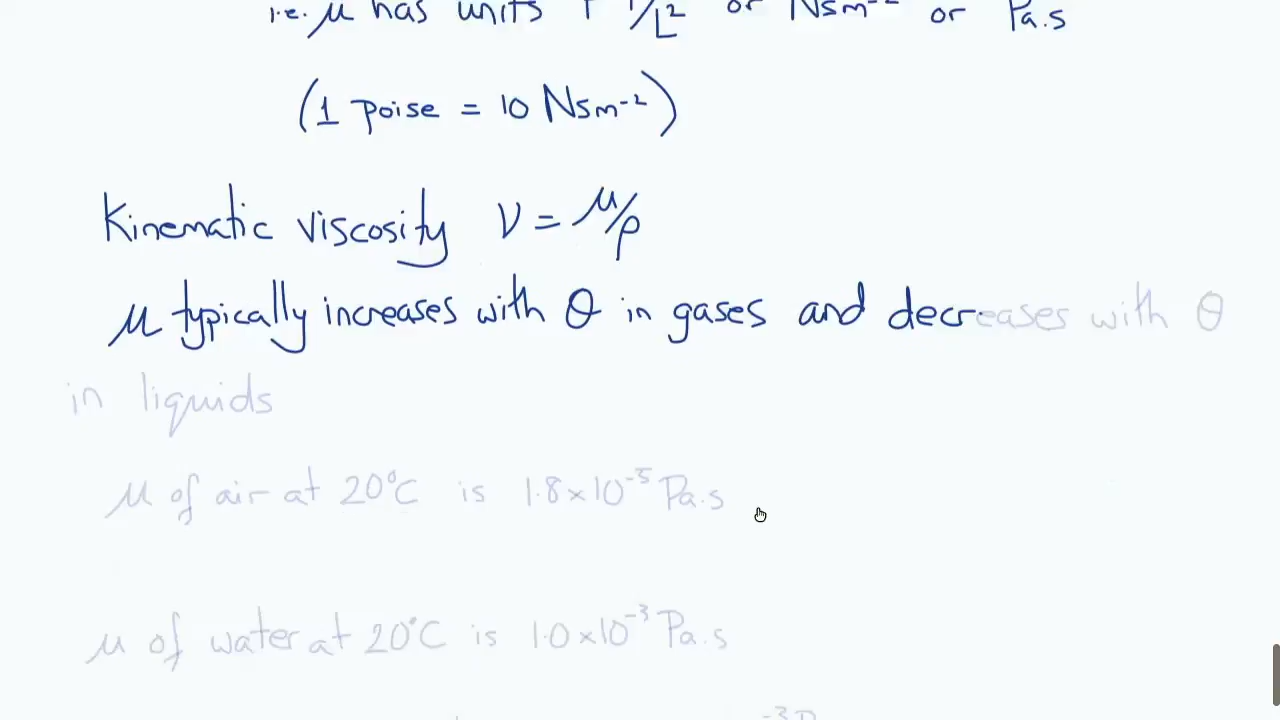 i.e. μ has units F T/L² or Nsm⁻² or Pa.s
(1 poise = 10 Nsm⁻²)
Kinematic viscosity ν = μ/ρ
μ typically increases with θ in gases and decreases with θ
in liquids
μ of air at 20°C is 1.8×10⁻⁵ Pa.s
μ of water at 20°C is 1.0×10⁻³ Pa.s